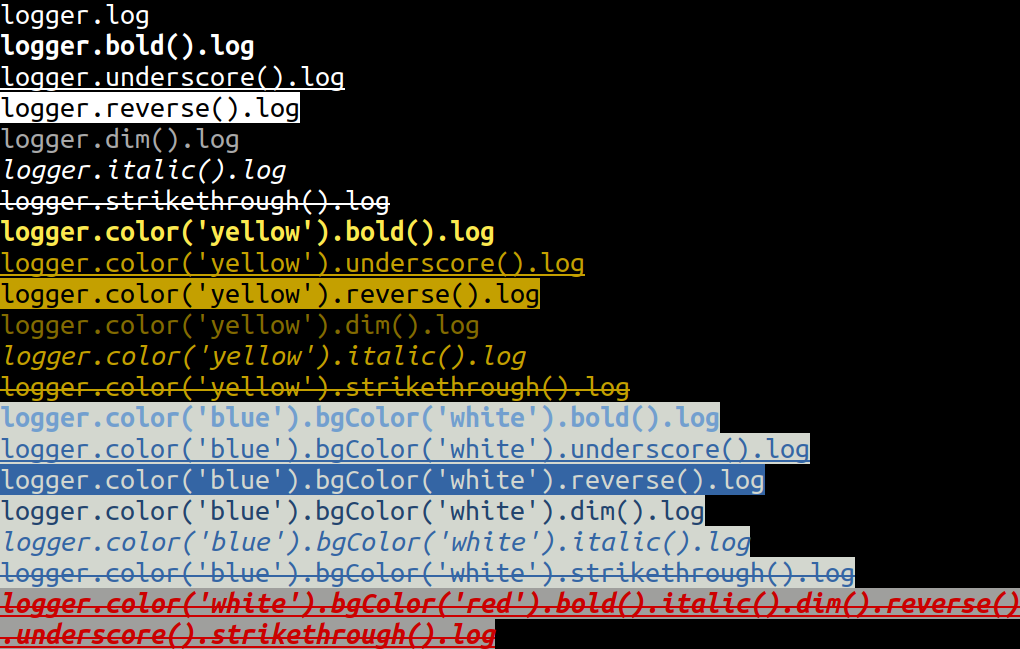 logger.log
logger.bold().log
logger.underscore().log
logger.reverse().log
logger.dim().log
logger.italic().log
logger.strikethrough().log
logger.color('yellow').bold().log
logger.color('yellow').underscore().log
logger.color('yellow').reverse().log
logger.color('yellow').dim().log
logger.color('yellow').italic().log
logger.color('yellow').strikethrough().log
logger.color('blue').bgColor('white').bold().log
logger.color('blue').bgColor('white').underscore().log
logger.color('blue').bgColor('white').reverse().log
logger.color('blue').bgColor('white').dim().log
logger.color('blue').bgColor('white').italic().log
logger.color('blue').bgColor('white').strikethrough().log
logger.color('white').bgColor('red').bold().italic().dim().reverse()
.underscore().strikethrough().log